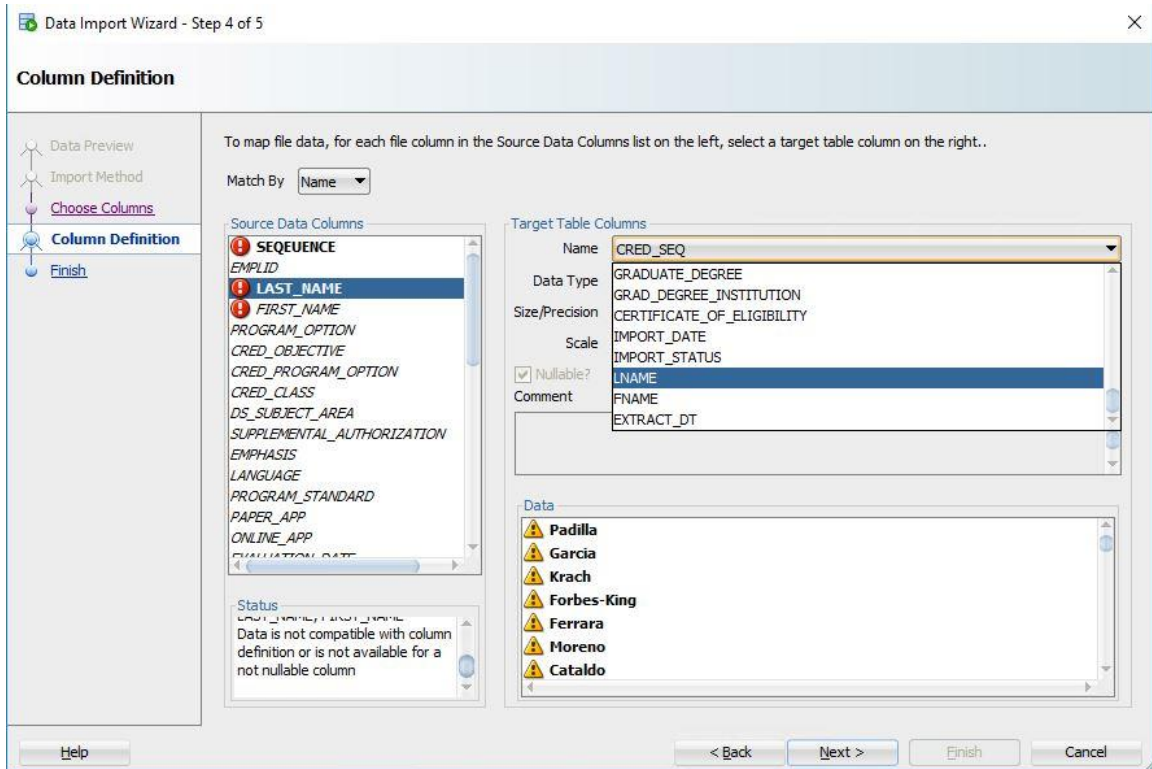 Data Import Wizard - Step 4 of 5
Column Definition
Data Preview
Import Method
Choose Columns
Column Definition
Finish
To map file data, for each file column in the Source Data Columns list on the left, select a target table column on the right..
Match By Name
Source Data Columns
SEQEUENCE
EMPLID
LAST_NAME
FIRST_NAME
PROGRAM_OPTION
CRED_OBJECTIVE
CRED_PROGRAM_OPTION
CRED_CLASS
DS_SUBJECT_AREA
SUPPLEMENTAL_AUTHORIZATION
EMPHASIS
LANGUAGE
PROGRAM_STANDARD
PAPER_APP
ONLINE_APP
EVALUATION_DATE
Status
LAST_NAME, FIRST_NAME
Data is not compatible with column
definition or is not available for a
not nullable column
Target Table Columns
Name CRED_SEQ
Data Type
Size/Precision
Scale
Nullable?
Comment
GRADUATE_DEGREE
GRAD_DEGREE_INSTITUTION
CERTIFICATE_OF_ELIGIBILITY
IMPORT_DATE
IMPORT_STATUS
LNAME
FNAME
EXTRACT_DT
Data
Padilla
Garcia
Krach
Forbes-King
Ferrara
Moreno
Cataldo
Help
< Back
Next >
Finish
Cancel